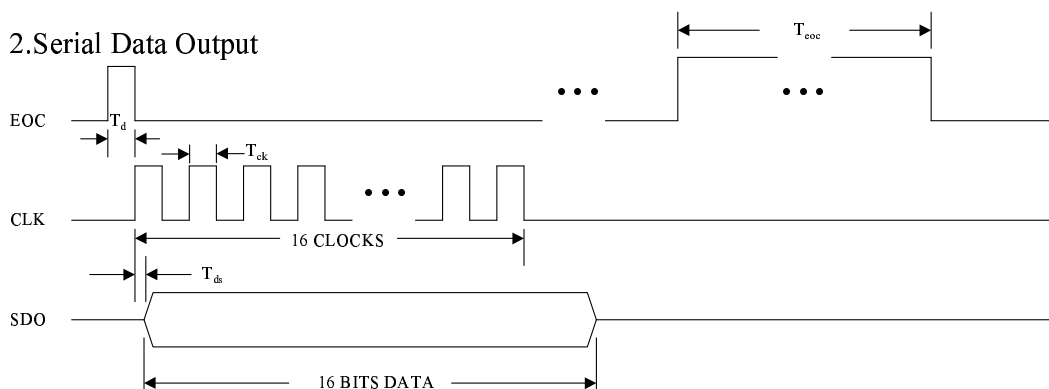 2.Serial Data Output
T_eoc
EOC
T_d
T_ck
CLK
16 CLOCKS
T_ds
SDO
16 BITS DATA